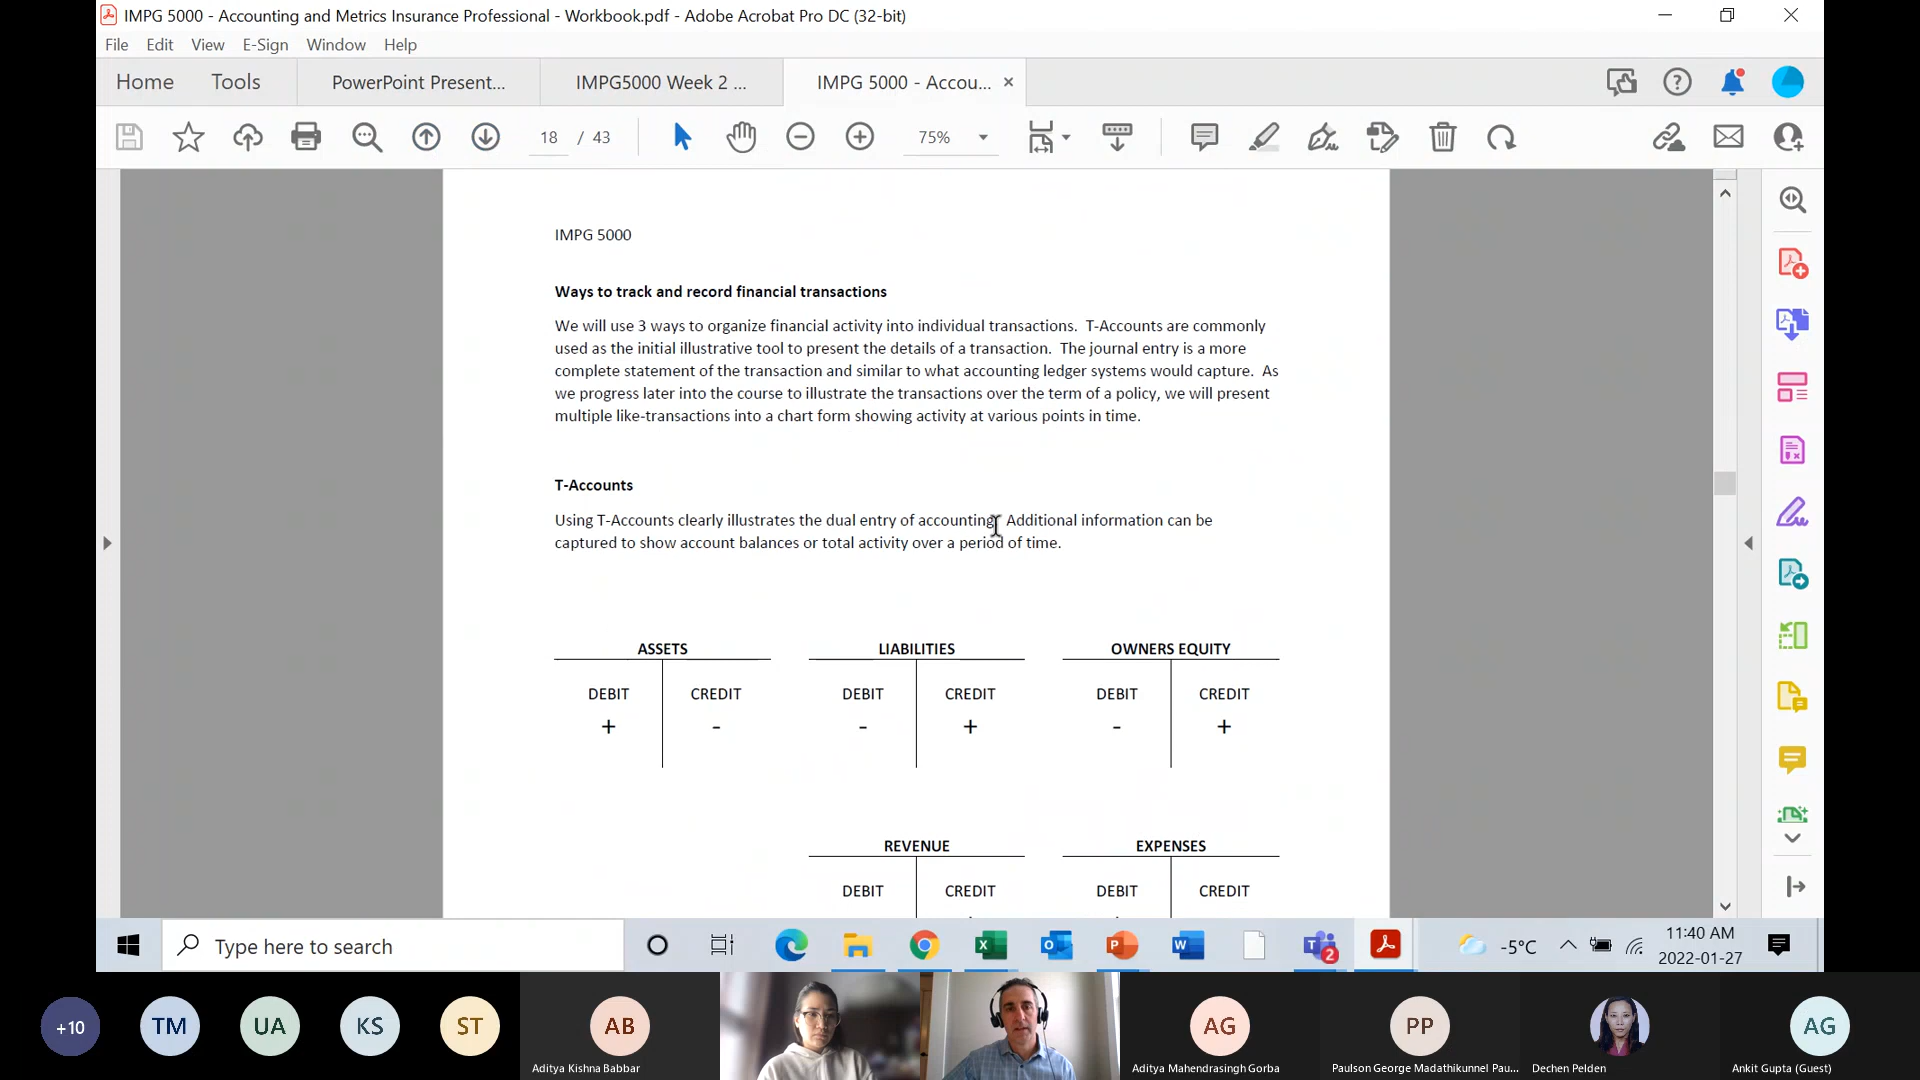 IMPG 5000 - Accounting and Metrics Insurance Professional - Workbook.pdf - Adobe Acrobat Pro DC (32-bit)
File Edit View E-Sign Window Help
Home Tools PowerPoint Present... IMPG5000 Week 2 ... IMPG 5000 - Accou...
18 / 43 75%
IMPG 5000
Ways to track and record financial transactions
We will use 3 ways to organize financial activity into individual transactions. T-Accounts are commonly
used as the initial illustrative tool to present the details of a transaction. The journal entry is a more
complete statement of the transaction and similar to what accounting ledger systems would capture. As
we progress later into the course to illustrate the transactions over the term of a policy, we will present
multiple like-transactions into a chart form showing activity at various points in time.
T-Accounts
Using T-Accounts clearly illustrates the dual entry of accounting. Additional information can be
captured to show account balances or total activity over a period of time.
ASSETS LIABILITIES OWNERS EQUITY
DEBIT CREDIT DEBIT CREDIT DEBIT CREDIT
+ - - + - +
REVENUE EXPENSES
DEBIT CREDIT DEBIT CREDIT
Type here to search
2
-5°C
11:40 AM
2022-01-27
+10 TM UA KS ST AB AG PP AG
Aditya Kishna Babbar Aditya Mahendrasingh Gorba Paulson George Madathikunnel Pau... Dechen Pelden Ankit Gupta (Guest)